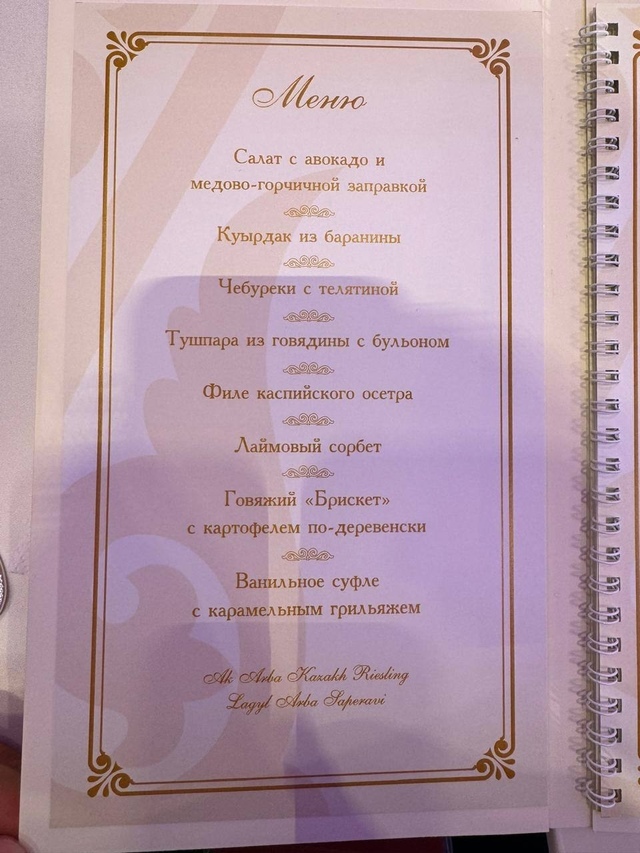 Меню
Салат с авокадо и
медово-горчичной заправкой
Куырдак из баранины
Чебуреки с телятиной
Тушпара из говядины с бульоном
Филе каспийского осетра
Лаймовый сорбет
Говяжий «Брискет»
с картофелем по-деревенски
Ванильное суфле
с карамельным грильяжем
Ak Arba Kazakh Riesling
Lagyl Arba Saperavi